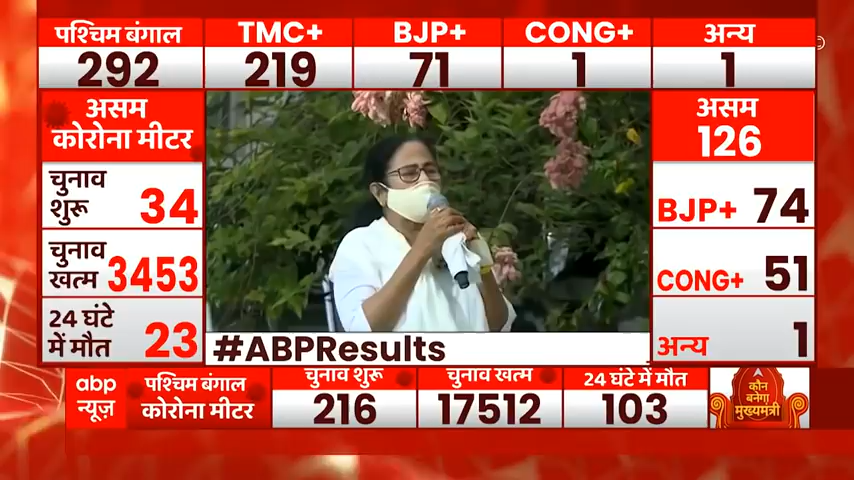 पश्चिम बंगाल
292
TMC+
219
BJP+
71
CONG+
1
अन्य
1
असम
कोरोना मीटर
चुनाव
शुरू
34
चुनाव
खत्म
3453
24 घंटे
में मौत
23
असम
126
BJP+ 74
CONG+ 51
अन्य 1
#ABPResults
abp
न्यूज़
पश्चिम बंगाल
कोरोना मीटर
चुनाव शुरू
216
चुनाव खत्म
17512
24 घंटे में मौत
103
कौन
बनेगा
मुख्यमंत्री